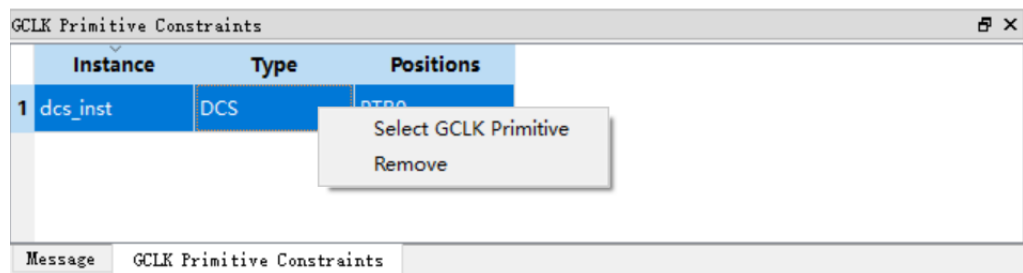 GCLK Primitive Constraints
Instance Type Positions
1 dcs_inst DCS
Select GCLK Primitive
Remove
Message GCLK Primitive Constraints